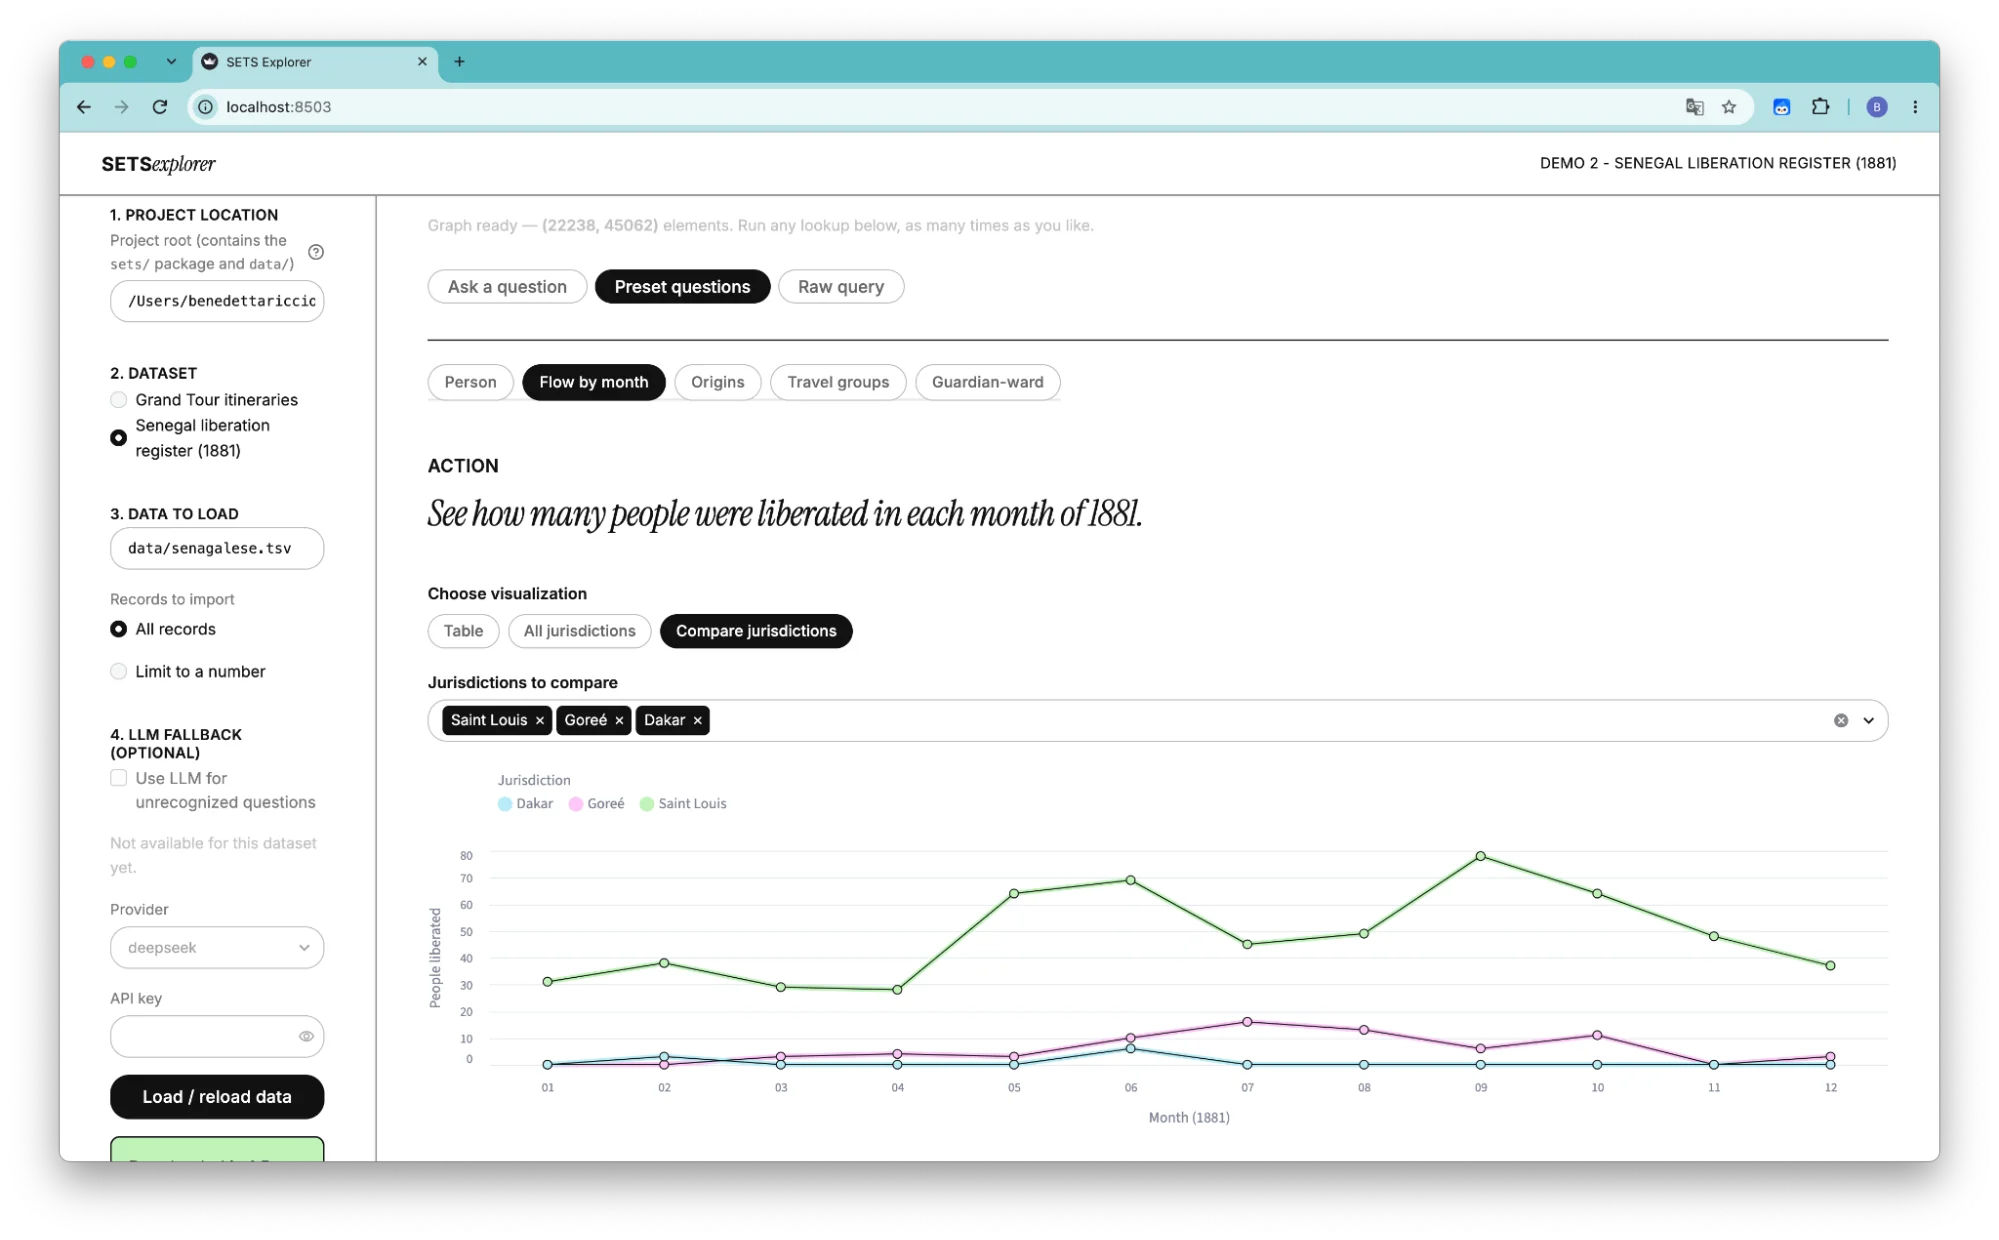 SETS Explorer
localhost:8503
B
SETSexplorer
DEMO 2 - SENEGAL LIBERATION REGISTER (1881)
1. PROJECT LOCATION
Project root (contains the
sets/ package and data/)
/Users/benedettariccio
2. DATASET
Grand Tour itineraries
Senegal liberation
register (1881)
3. DATA TO LOAD
data/senagalese.tsv
Records to import
All records
Limit to a number
4. LLM FALLBACK
(OPTIONAL)
Use LLM for
unrecognized questions
Not available for this dataset
yet.
Provider
deepseek
API key
Load / reload data
Graph ready — (22238, 45062) elements. Run any lookup below, as many times as you like.
Ask a question
Preset questions
Raw query
Person
Flow by month
Origins
Travel groups
Guardian-ward
ACTION
See how many people were liberated in each month of 1881.
Choose visualization
Table
All jurisdictions
Compare jurisdictions
Jurisdictions to compare
Saint Louis
Goreé
Dakar
Jurisdiction
Dakar
Goreé
Saint Louis
People liberated
80
70
60
50
40
30
20
10
0
01 02 03 04 05 06 07 08 09 10 11 12
Month (1881)